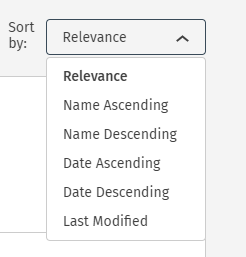 Sort
by:
Relevance
Relevance
Name Ascending
Name Descending
Date Ascending
Date Descending
Last Modified